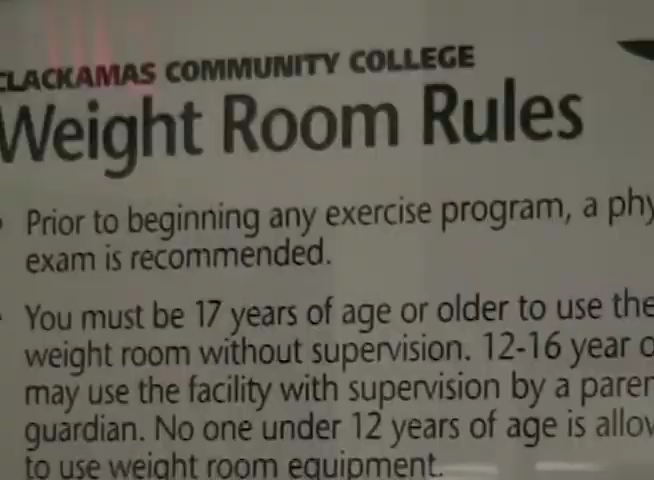 CLACKAMAS COMMUNITY COLLEGE
Weight Room Rules
Prior to beginning any exercise program, a phy
exam is recommended.
You must be 17 years of age or older to use the
weight room without supervision. 12-16 year o
may use the facility with supervision by a paren
guardian. No one under 12 years of age is allow
to use weight room equipment.